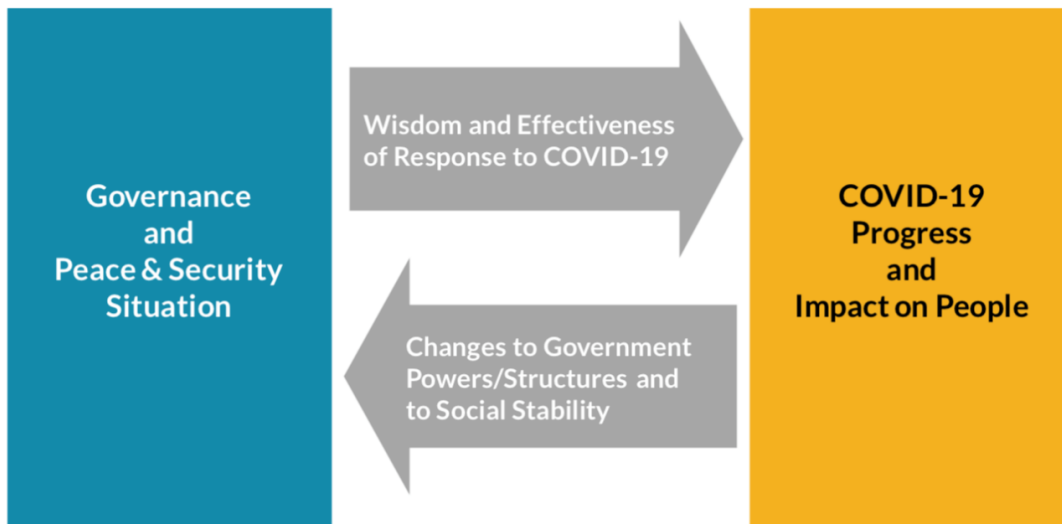 Governance
and
Peace & Security
Situation
Wisdom and Effectiveness
of Response to COVID-19
Changes to Government
Powers/Structures and
to Social Stability
COVID-19
Progress
and
Impact on People